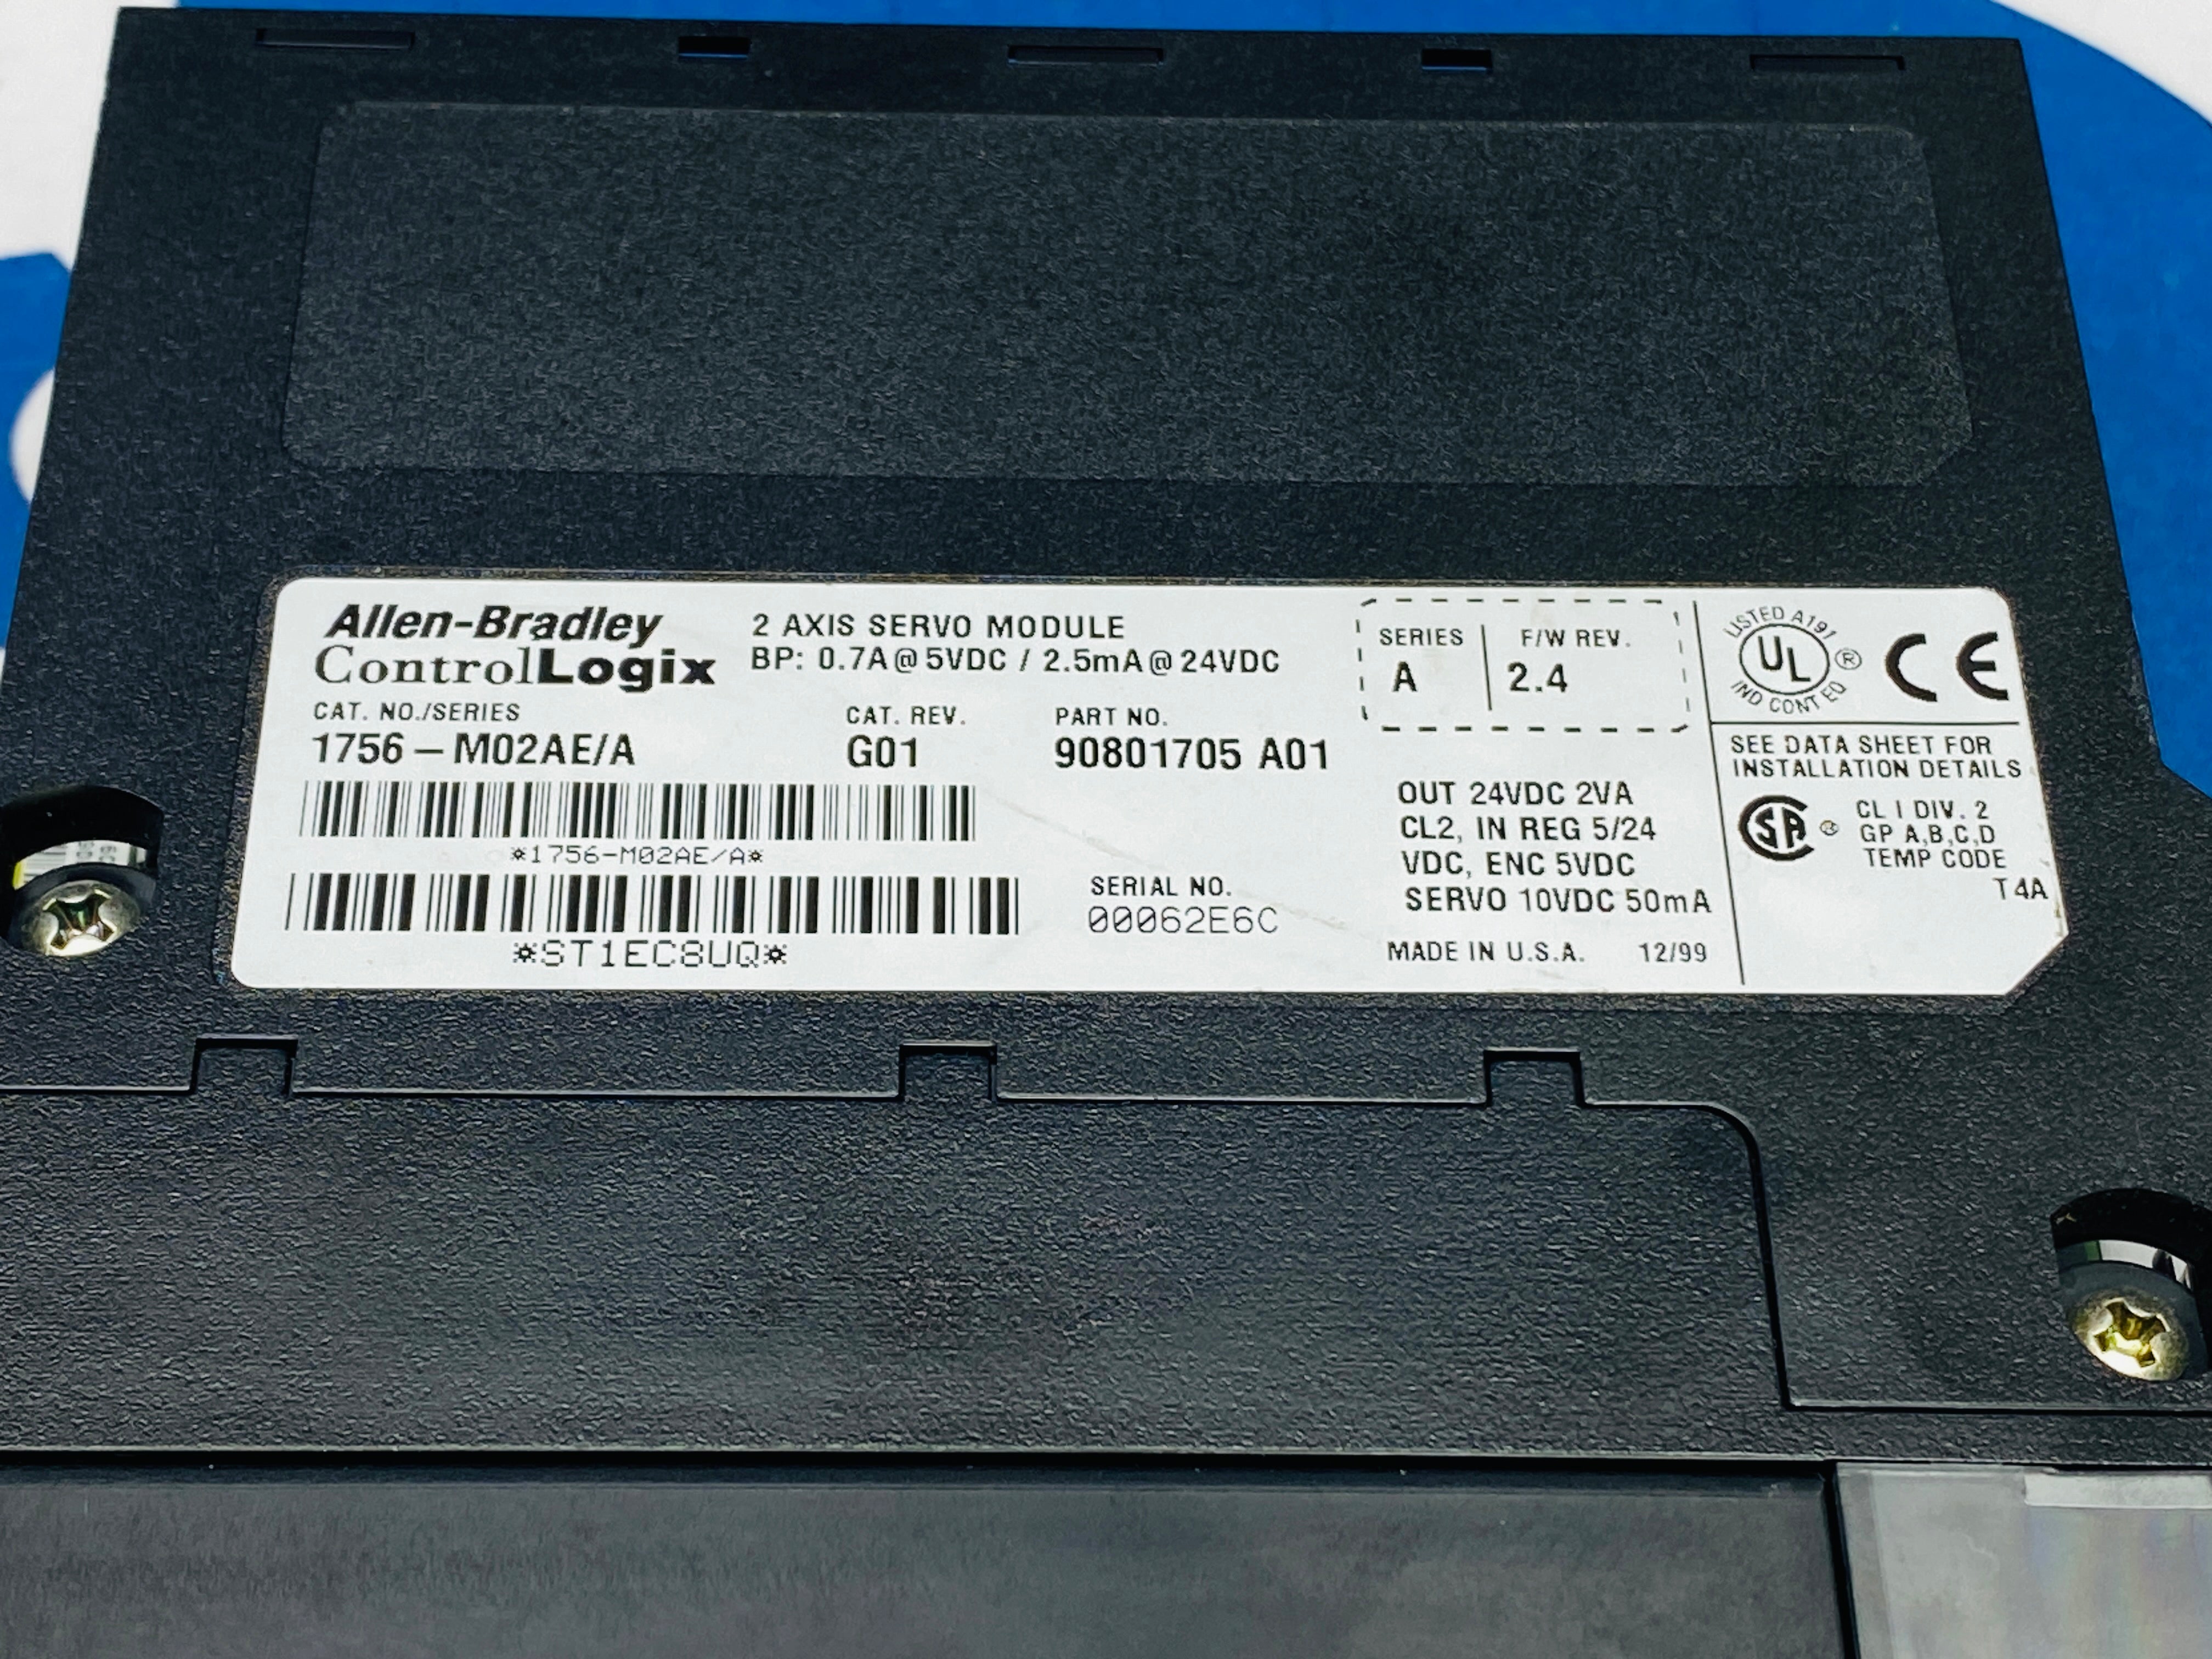 Allen-Bradley
ControlLogix
2 AXIS SERVO MODULE
BP: 0.7A@5VDC / 2.5mA@24VDC
SERIES
A
F/W REV.
2.4
CAT. NO./SERIES
1756-M02AE/A
CAT. REV.
G01
PART NO.
90801705 A01
*1756-M02AE/A*
*ST1EC8UQ*
SERIAL NO.
00062E6C
OUT 24VDC 2VA
CL2, IN REG 5/24
VDC, ENC 5VDC
SERVO 10VDC 50mA
MADE IN U.S.A. 12/99
LISTED A191
UL ®
IND CONT EQ
CE
SEE DATA SHEET FOR
INSTALLATION DETAILS
SA ®
CL I DIV. 2
GP A,B,C,D
TEMP CODE
T4A